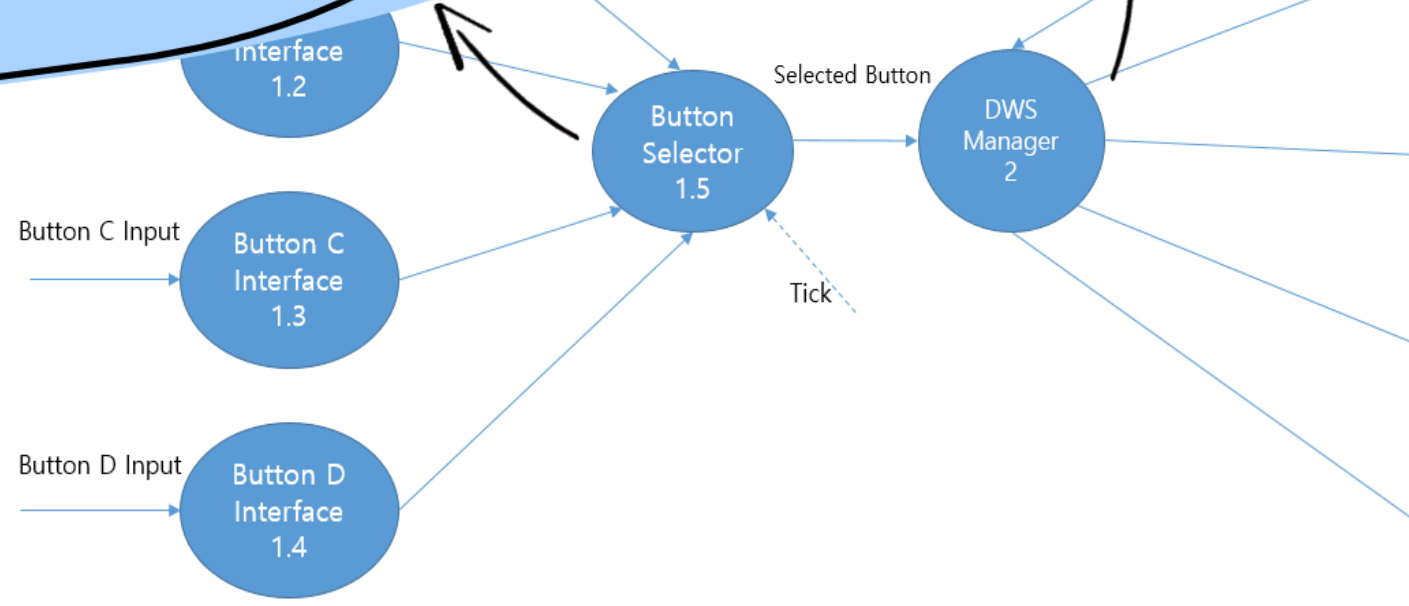 Interface
1.2
Button
Selector
1.5
Selected Button
DWS
Manager
2
Button C Input
Button C
Interface
1.3
Tick
Button D Input
Button D
Interface
1.4